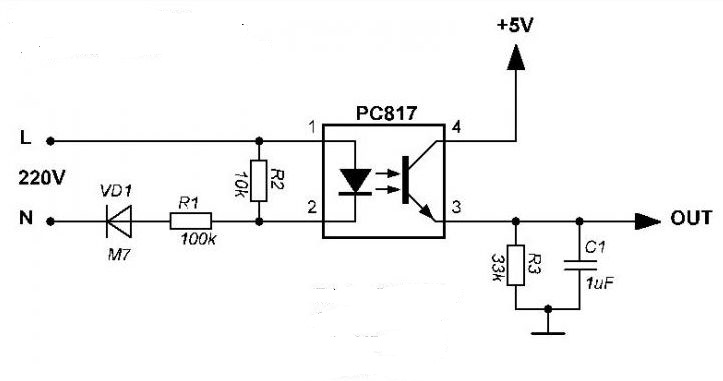 +5V
PC817
1
4
L
220V
R2
10k
VD1
R1
N
2
3
OUT
100k
M7
R3
33k
C1
1uF